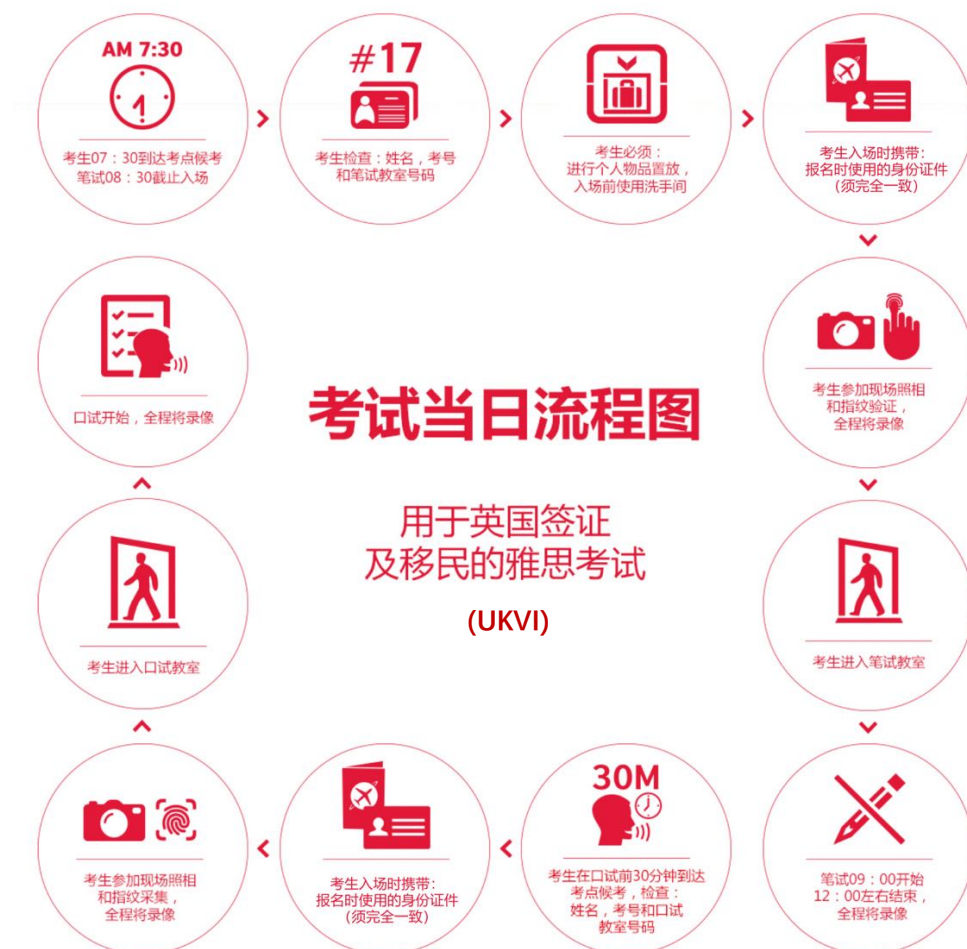 AM 7:30
考生07：30到达考点候考
笔试08：30截止入场
#17
考生检查：姓名，考号
和笔试教室号码
考生必须：
进行个人物品置放，
入场前使用洗手间
考生入场时携带：
报名时使用的身份证件
（须完全一致）
考生参加现场照相
和指纹验证，
全程将录像
考生进入笔试教室
笔试09：00开始
12：00左右结束，
全程将录像
30M
考生在口试前30分钟到达
考点候考，检查：
姓名，考号和口试
教室号码
考生入场时携带：
报名时使用的身份证件
（须完全一致）
考生参加现场照相
和指纹采集，
全程将录像
考生进入口试教室
口试开始，全程将录像
考试当日流程图
用于英国签证
及移民的雅思考试
(UKVI)